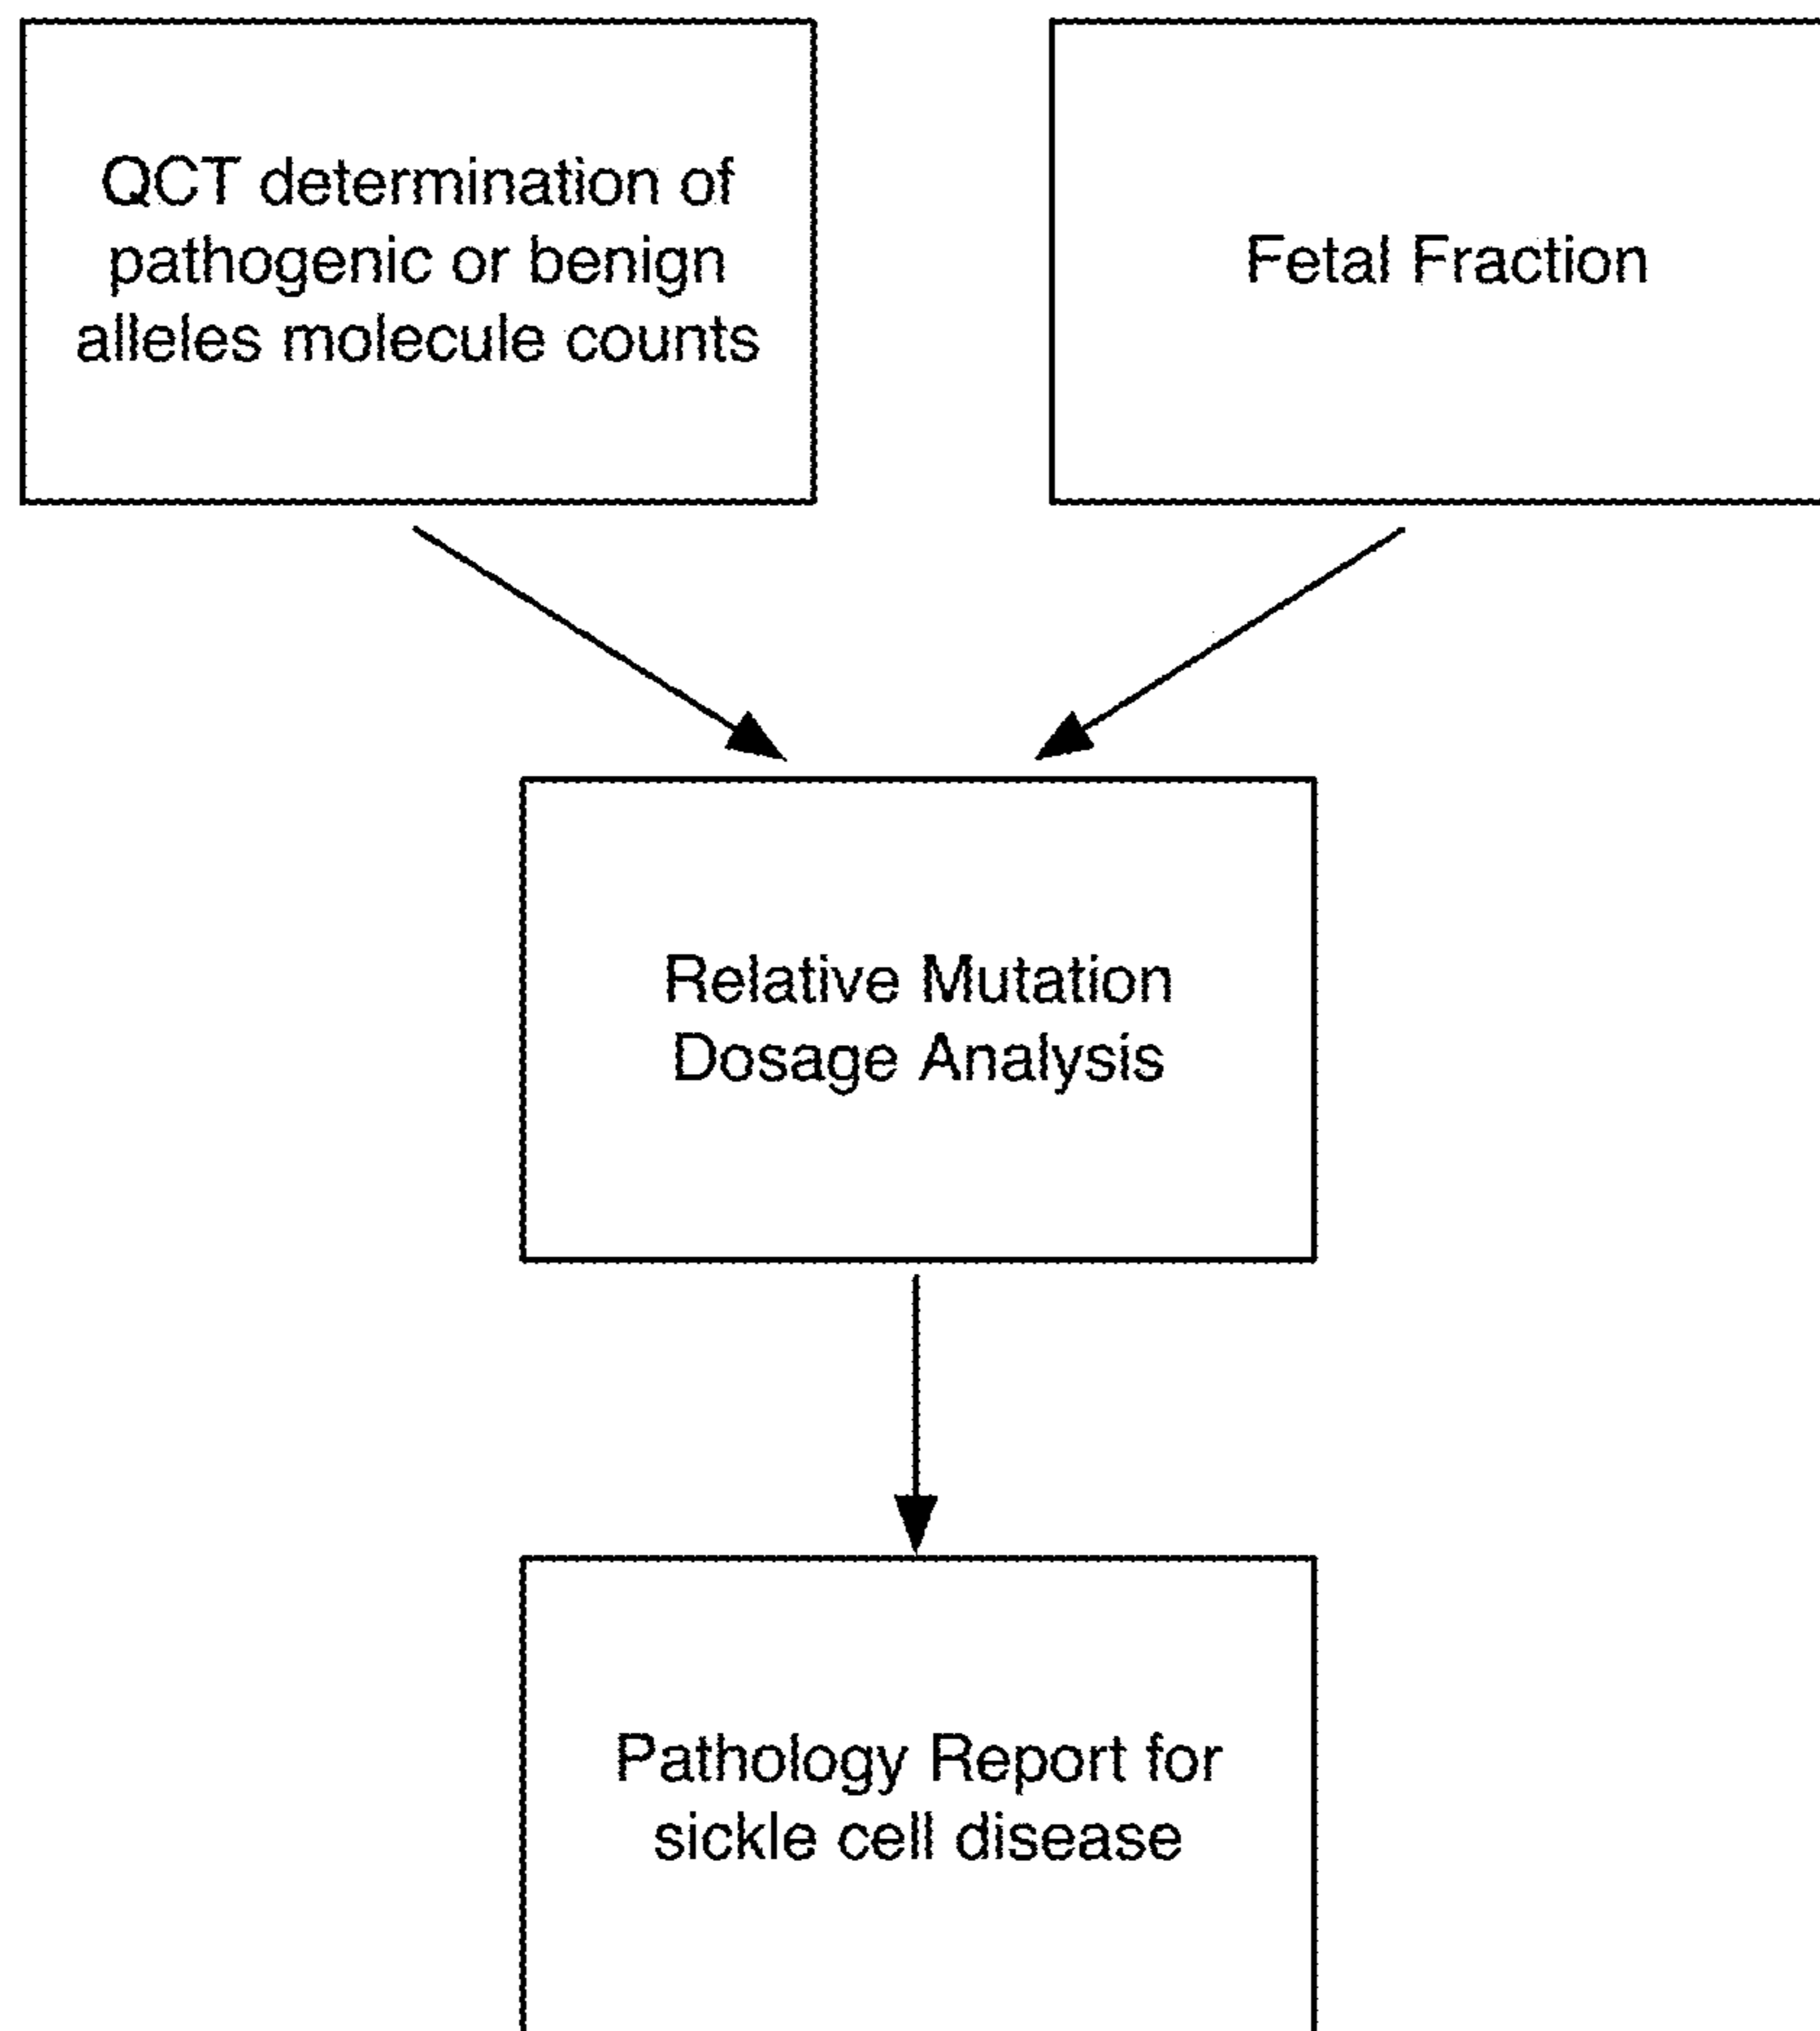 QCT determination of
pathogenic or benign
alleles molecule counts
Fetal Fraction
Relative Mutation
Dosage Analysis
Pathology Report for
sickle cell disease